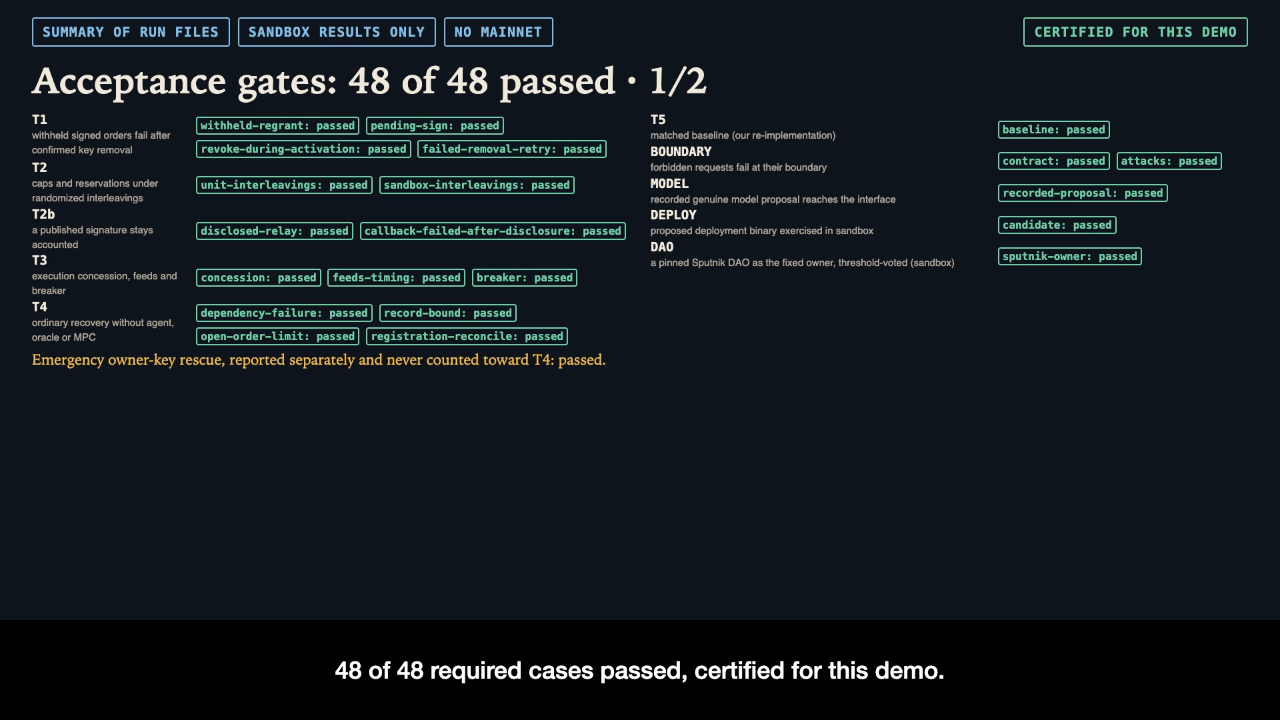 SUMMARY OF RUN FILES
SANDBOX RESULTS ONLY
NO MAINNET
CERTIFIED FOR THIS DEMO
Acceptance gates: 48 of 48 passed · 1/2
T1
withheld signed orders fail after
confirmed key removal
withheld-regrant: passed
pending-sign: passed
revoke-during-activation: passed
failed-removal-retry: passed
T2
caps and reservations under
randomized interleavings
unit-interleavings: passed
sandbox-interleavings: passed
T2b
a published signature stays
accounted
disclosed-relay: passed
callback-failed-after-disclosure: passed
T3
execution concession, feeds and
breaker
concession: passed
feeds-timing: passed
breaker: passed
T4
ordinary recovery without agent,
oracle or MPC
dependency-failure: passed
record-bound: passed
open-order-limit: passed
registration-reconcile: passed
T5
matched baseline (our re-implementation)
baseline: passed
BOUNDARY
forbidden requests fail at their boundary
contract: passed
attacks: passed
MODEL
recorded genuine model proposal reaches the interface
recorded-proposal: passed
DEPLOY
proposed deployment binary exercised in sandbox
candidate: passed
DAO
a pinned Sputnik DAO as the fixed owner, threshold-voted (sandbox)
sputnik-owner: passed
Emergency owner-key rescue, reported separately and never counted toward T4: passed.
48 of 48 required cases passed, certified for this demo.